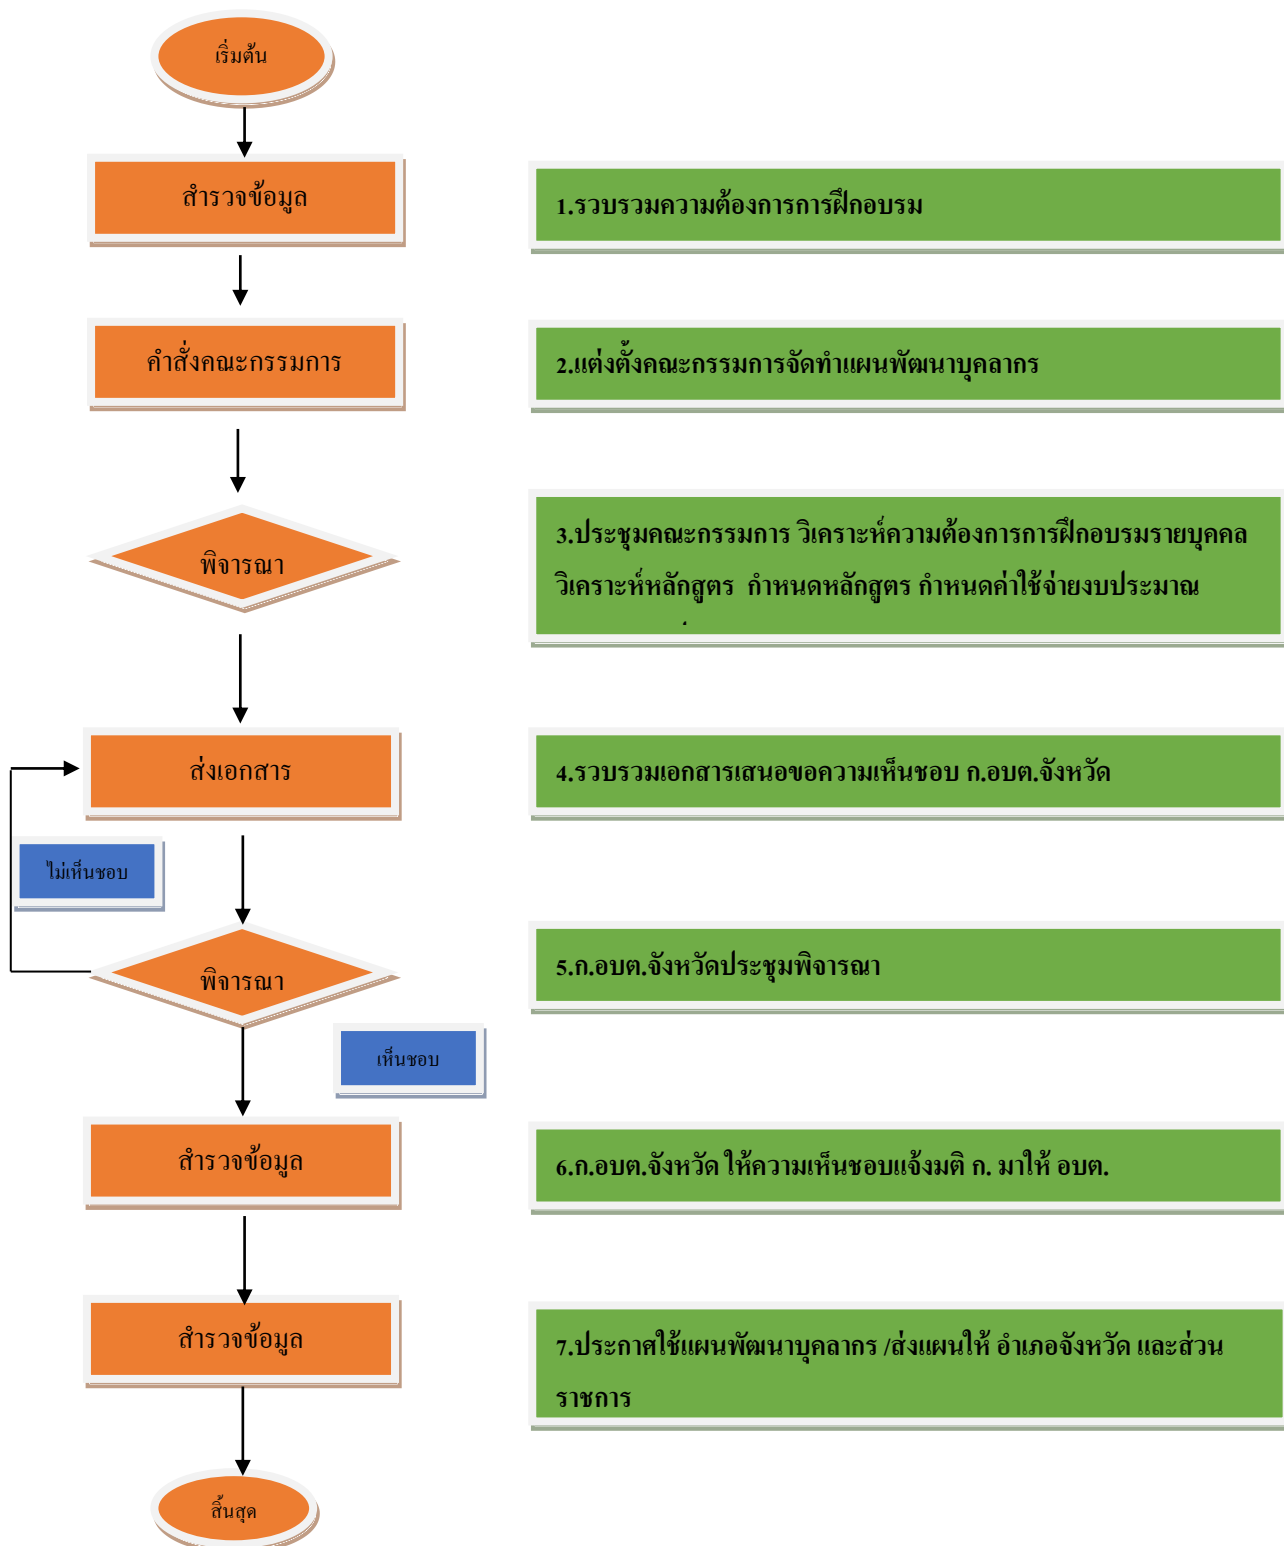 เริ่มต้น
สำรวจข้อมูล
1.รวบรวมความต้องการการฝึกอบรม
คำสั่งคณะกรรมการ
2.แต่งตั้งคณะกรรมการจัดทำแผนพัฒนาบุคลากร
พิจารณา
3.ประชุมคณะกรรมการ วิเคราะห์ความต้องการการฝึกอบรมรายบุคคล
วิเคราะห์หลักสูตร กำหนดหลักสูตร กำหนดค่าใช้จ่ายงบประมาณ
ส่งเอกสาร
4.รวบรวมเอกสารเสนอขอความเห็นชอบ ก.อบต.จังหวัด
ไม่เห็นชอบ
พิจารณา
5.ก.อบต.จังหวัดประชุมพิจารณา
เห็นชอบ
สำรวจข้อมูล
6.ก.อบต.จังหวัด ให้ความเห็นชอบแจ้งมติ ก. มาให้ อบต.
สำรวจข้อมูล
7.ประกาศใช้แผนพัฒนาบุคลากร /ส่งแผนให้ อำเภอจังหวัด และส่วน
ราชการ
สิ้นสุด